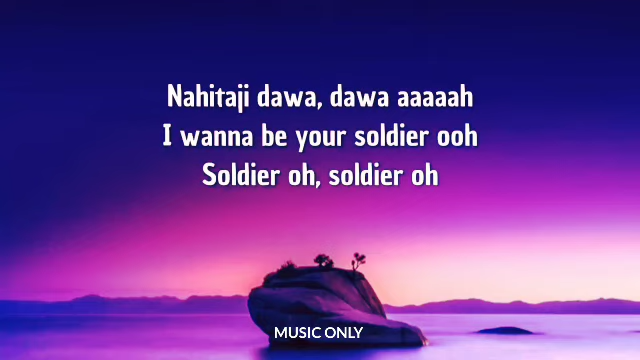 Nahitaji dawa, dawa aaaaah
I wanna be your soldier ooh
Soldier oh, soldier oh
MUSIC ONLY